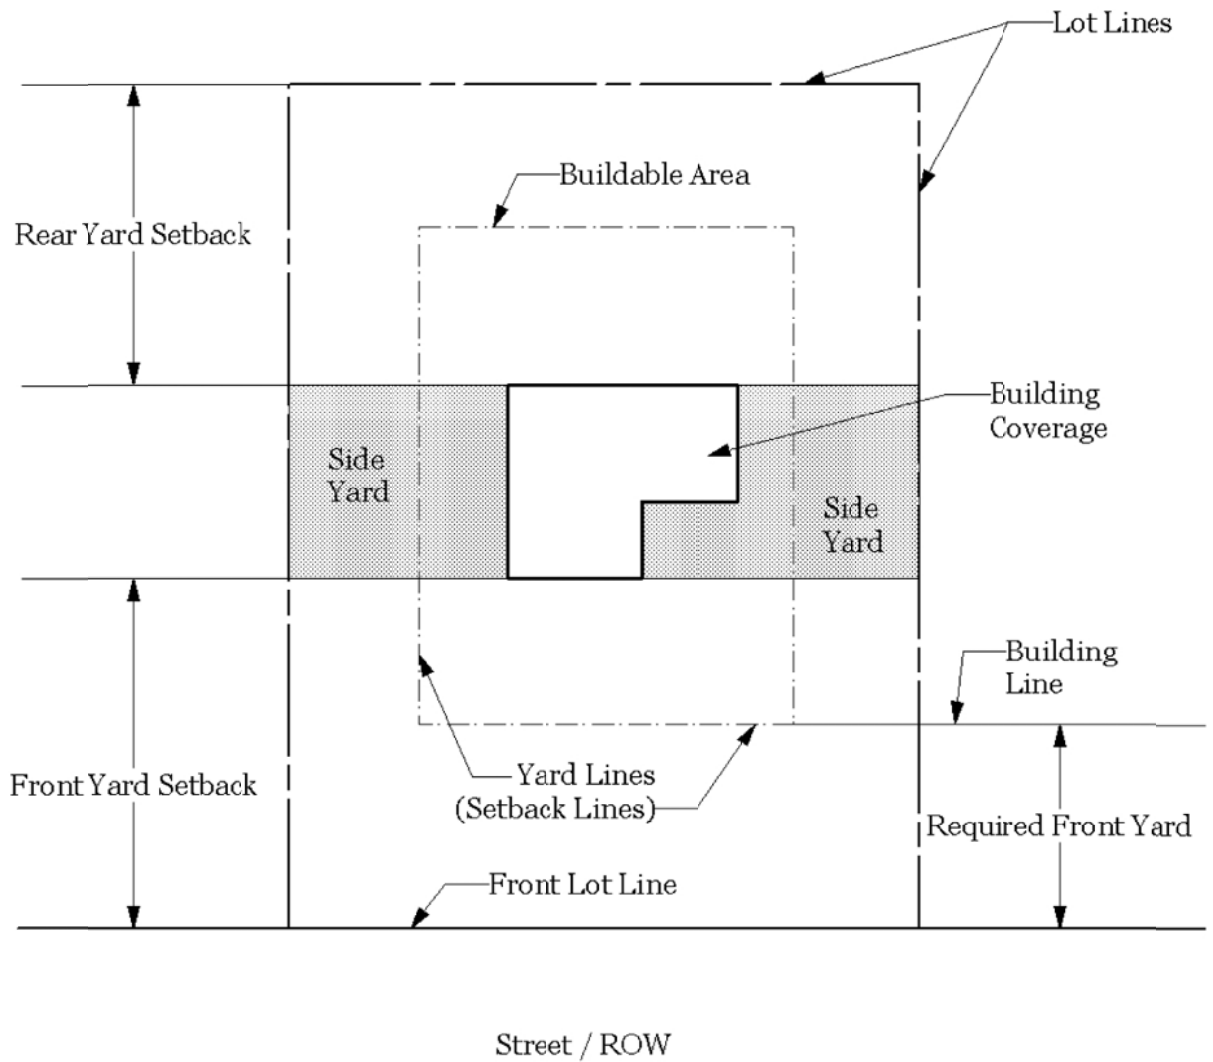 Lot Lines
Buildable Area
Rear Yard Setback
Building
Coverage
Side
Yard
Side
Yard
Building
Line
Yard Lines
(Setback Lines)
Front Yard Setback
Required Front Yard
Front Lot Line
Street / ROW